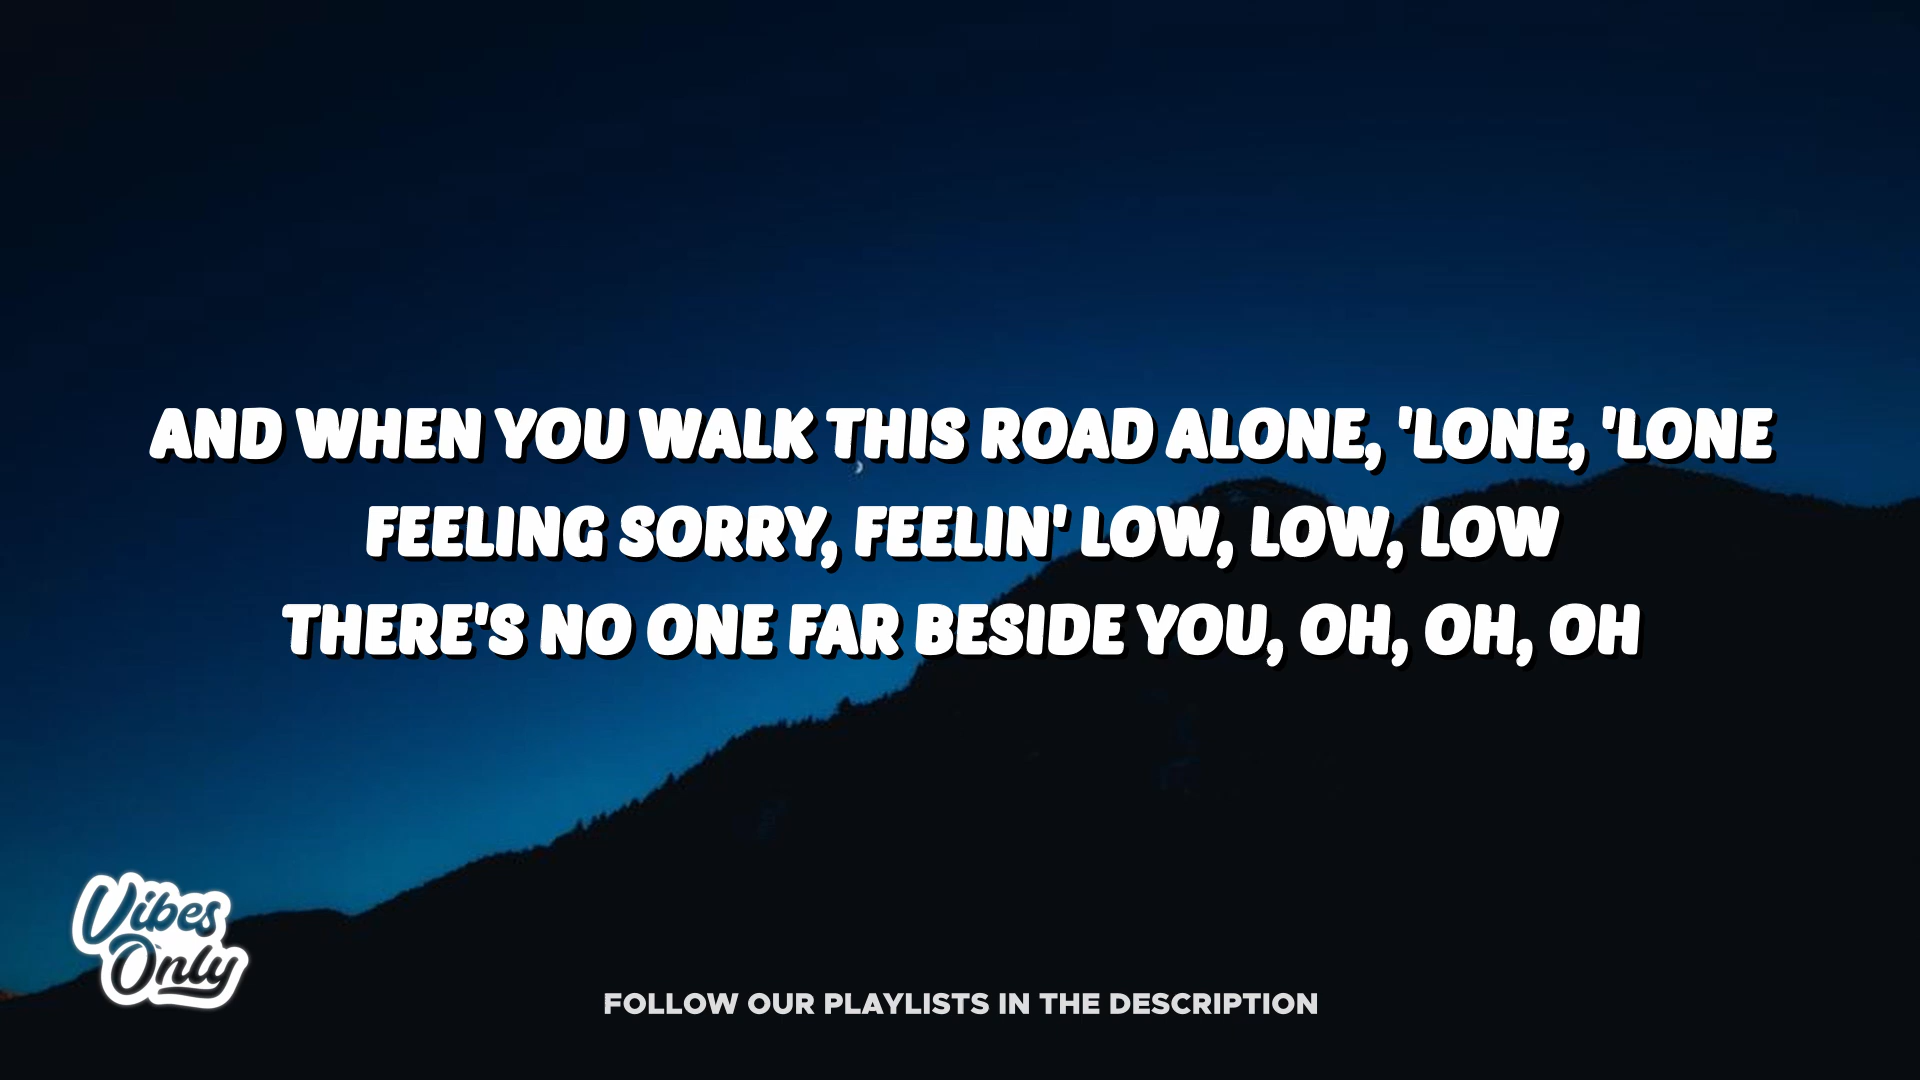 AND WHEN YOU WALK THIS ROAD ALONE, 'LONE, 'LONE
FEELING SORRY, FEELIN' LOW, LOW, LOW
THERE'S NO ONE FAR BESIDE YOU, OH, OH, OH
Vibes
Only
FOLLOW OUR PLAYLISTS IN THE DESCRIPTION